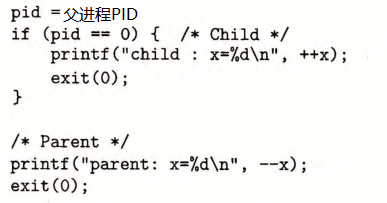 pid =父进程PID
if (pid == 0) {  /* Child */
    printf("child : x=%d\n", ++x);
    exit(0);
}

/* Parent */
printf("parent: x=%d\n", --x);
exit(0);